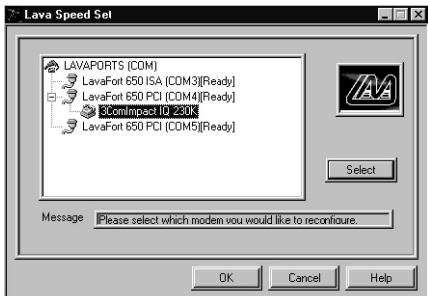 Lava Speed Sel
LAVAPORTS (COM)
LavaFort 650 ISA (COM3)[Ready]
LavaFort 650 PCI (COM4)[Ready]
3ComImpact IQ 230K
LavaFort 650 PCI (COM5)[Ready]
Select
Message Please select which modem you would like to reconfigure.
OK Cancel Help